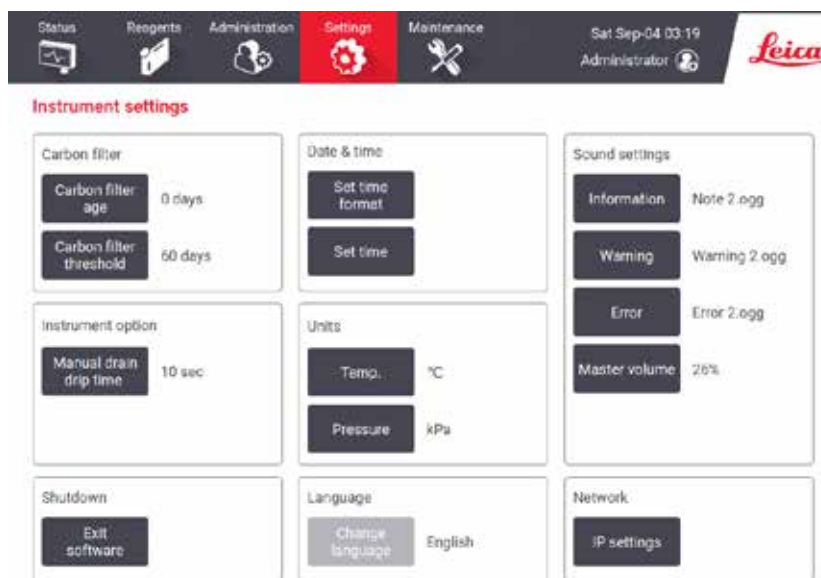 Status Reagents Administration Settings Maintenance
Sat Sep-04 03:19
Administrator
Leica
Instrument settings
Carbon filter
Carbon filter
age
0 days
Carbon filter
threshold
60 days
Date & time
Set time
format
Set time
Sound settings
Information
Note 2.ogg
Warning
Warning 2.ogg
Error
Error 2.ogg
Master volume
26%
Instrument option
Manual drain
drip time
10 sec
Units
Temp.
°C
Pressure
kPa
Shutdown
Exit
software
Language
Change
language
English
Network
IP settings